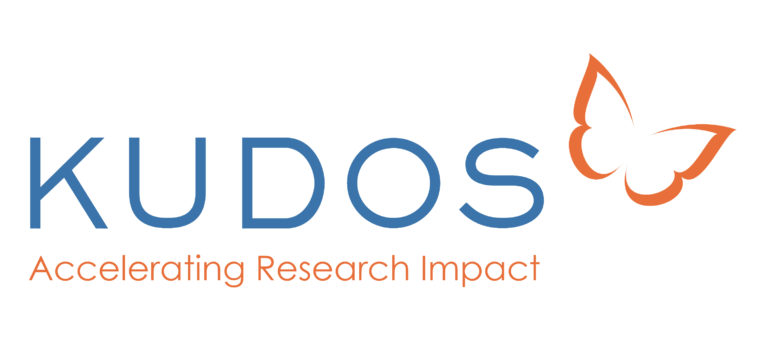 KUDOS
Accelerating Research Impact